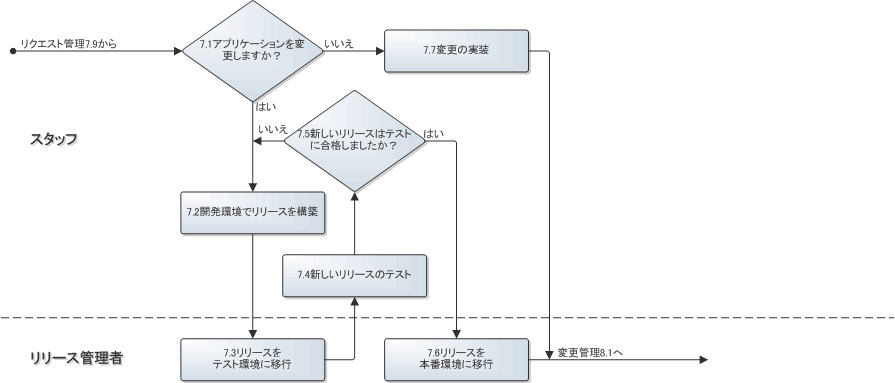 リクエスト管理7.9から
7.1アプリケーションを変
更しますか？
いいえ
7.7変更の実装
はい
スタッフ
いいえ
7.5新しいリリースはテスト
に合格しましたか？
はい
7.2開発環境でリリースを構築
7.4新しいリリースのテスト
リリース管理者
7.3リリースを
テスト環境に移行
7.6リリースを
本番環境に移行
変更管理8.1へ